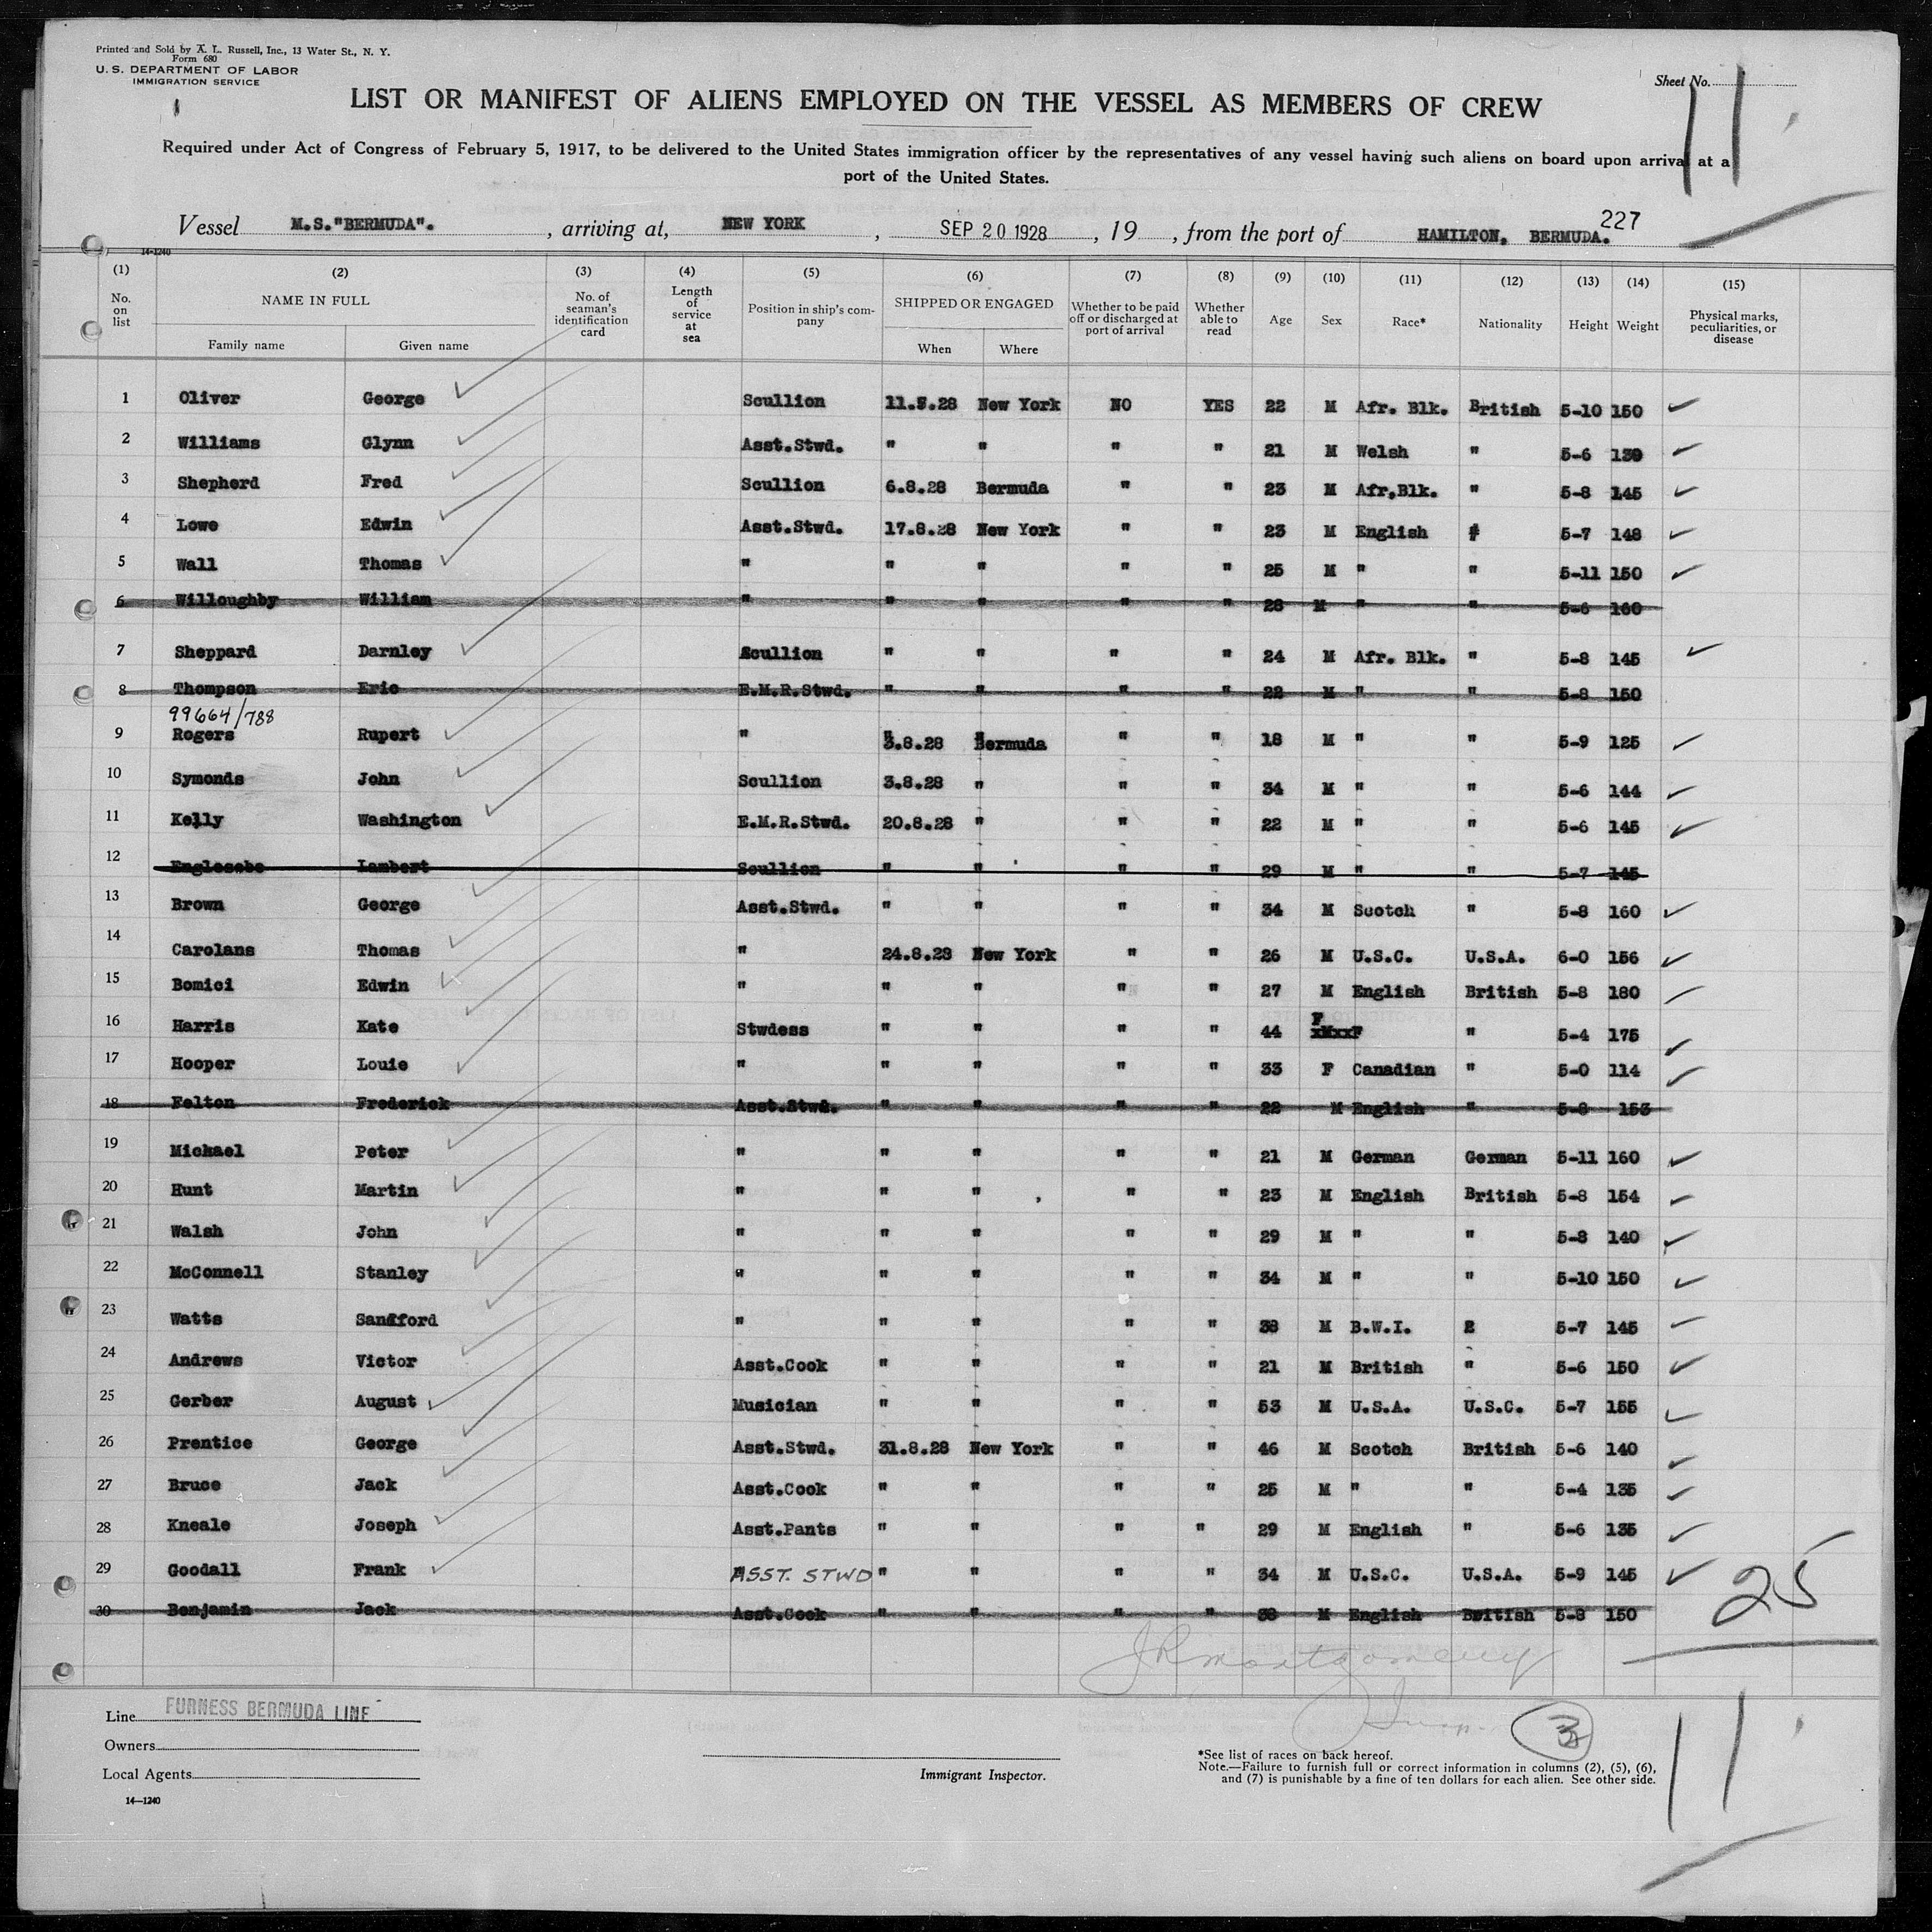 Printed and Sold by A. L. Russell, Inc., 13 Water St., N. Y.
Form 680
U. S. DEPARTMENT OF LABOR
IMMIGRATION SERVICE
Sheet No. 11
LIST OR MANIFEST OF ALIENS EMPLOYED ON THE VESSEL AS MEMBERS OF CREW
Required under Act of Congress of February 5, 1917, to be delivered to the United States immigration officer by the representatives of any vessel having such aliens on board upon arrival at a
port of the United States.
227
Vessel M.S."BERMUDA". , arriving at, NEW YORK , SEP 20 1928 , 19 , from the port of HAMILTON, BERMUDA.
14-1240
(1) (2) (3) (4) (5) (6) (7) (8) (9) (10) (11) (12) (13) (14) (15)
No. on list NAME IN FULL Family name Given name No. of seaman's identification card Length of service at sea Position in ship's company SHIPPED OR ENGAGED When Where Whether to be paid off or discharged at port of arrival Whether able to read Age Sex Race* Nationality Height Weight Physical marks, peculiarities, or disease
1 Oliver George Scullion 11.5.28 New York NO YES 22 M Afr. Blk. British 5-10 150
2 Williams Glynn Asst.Stwd. " " " " 21 M Welsh " 5-6 130
3 Shepherd Fred Scullion 6.8.28 Bermuda " " 23 M Afr.Blk. " 5-8 145
4 Lowe Edwin Asst.Stwd. 17.8.28 New York " " 23 M English " 5-7 148
5 Wall Thomas " " " " " 25 M " " 5-11 150
6 Willoughby William " " " " " 28 M " " 5-6 160
7 Sheppard Darnley Scullion " " " " 24 M Afr. Blk. " 5-8 145
8 Thompson Eric E.M.R.Stwd. " " " " 22 M " " 5-8 150
99664/788
9 Rogers Rupert " 3.8.28 Bermuda " " 18 M " " 5-9 125
10 Symonds John Scullion 3.8.28 " " " 34 M " " 5-6 144
11 Kelly Washington E.M.R.Stwd. 20.8.28 " " " 22 M " " 5-6 145
12 Englesebe Lambert Scullion " " " " 29 M " " 5-7 145
13 Brown George Asst.Stwd. " " " " 34 M Scotch " 5-8 160
14 Carolans Thomas " 24.8.28 New York " " 26 M U.S.C. U.S.A. 6-0 156
15 Bomici Edwin " " " " " 27 M English British 5-8 180
16 Harris Kate Stwdess " " " " 44 F xMxxF " 5-4 175
17 Hooper Louie " " " " " 33 F Canadian " 5-0 114
18 Felton Frederick Asst.Stwd. " " " " 22 M English " 5-8 153
19 Michael Peter " " " " " 21 M German German 5-11 160
20 Hunt Martin " " " " " 23 M English British 5-8 154
21 Walsh John " " " " " 29 M " " 5-8 140
22 McConnell Stanley " " " " " 34 M " " 5-10 150
23 Watts Sandford " " " " " 38 M B.W.I. 2 5-7 145
24 Andrews Victor Asst.Cook " " " " 21 M British " 5-6 150
25 Gerber August Musician " " " " 53 M U.S.A. U.S.C. 5-7 155
26 Prentice George Asst.Stwd. 31.8.28 New York " " 46 M Scotch British 5-6 140
27 Bruce Jack Asst.Cook " " " " 25 M " " 5-4 135
28 Kneale Joseph Asst.Pants " " " " 29 M English " 5-6 135
29 Goodall Frank ASST. STWD " " " " 34 M U.S.C. U.S.A. 5-9 145
30 Benjamin Jack Asst.Cook " " " " 38 M English British 5-8 150
25
JRMontgomery
Insp.
Line FURNESS BERMUDA LINE
Owners
Local Agents
14—1240
Immigrant Inspector.
3
11
*See list of races on back hereof.
Note.—Failure to furnish full or correct information in columns (2), (5), (6),
and (7) is punishable by a fine of ten dollars for each alien. See other side.